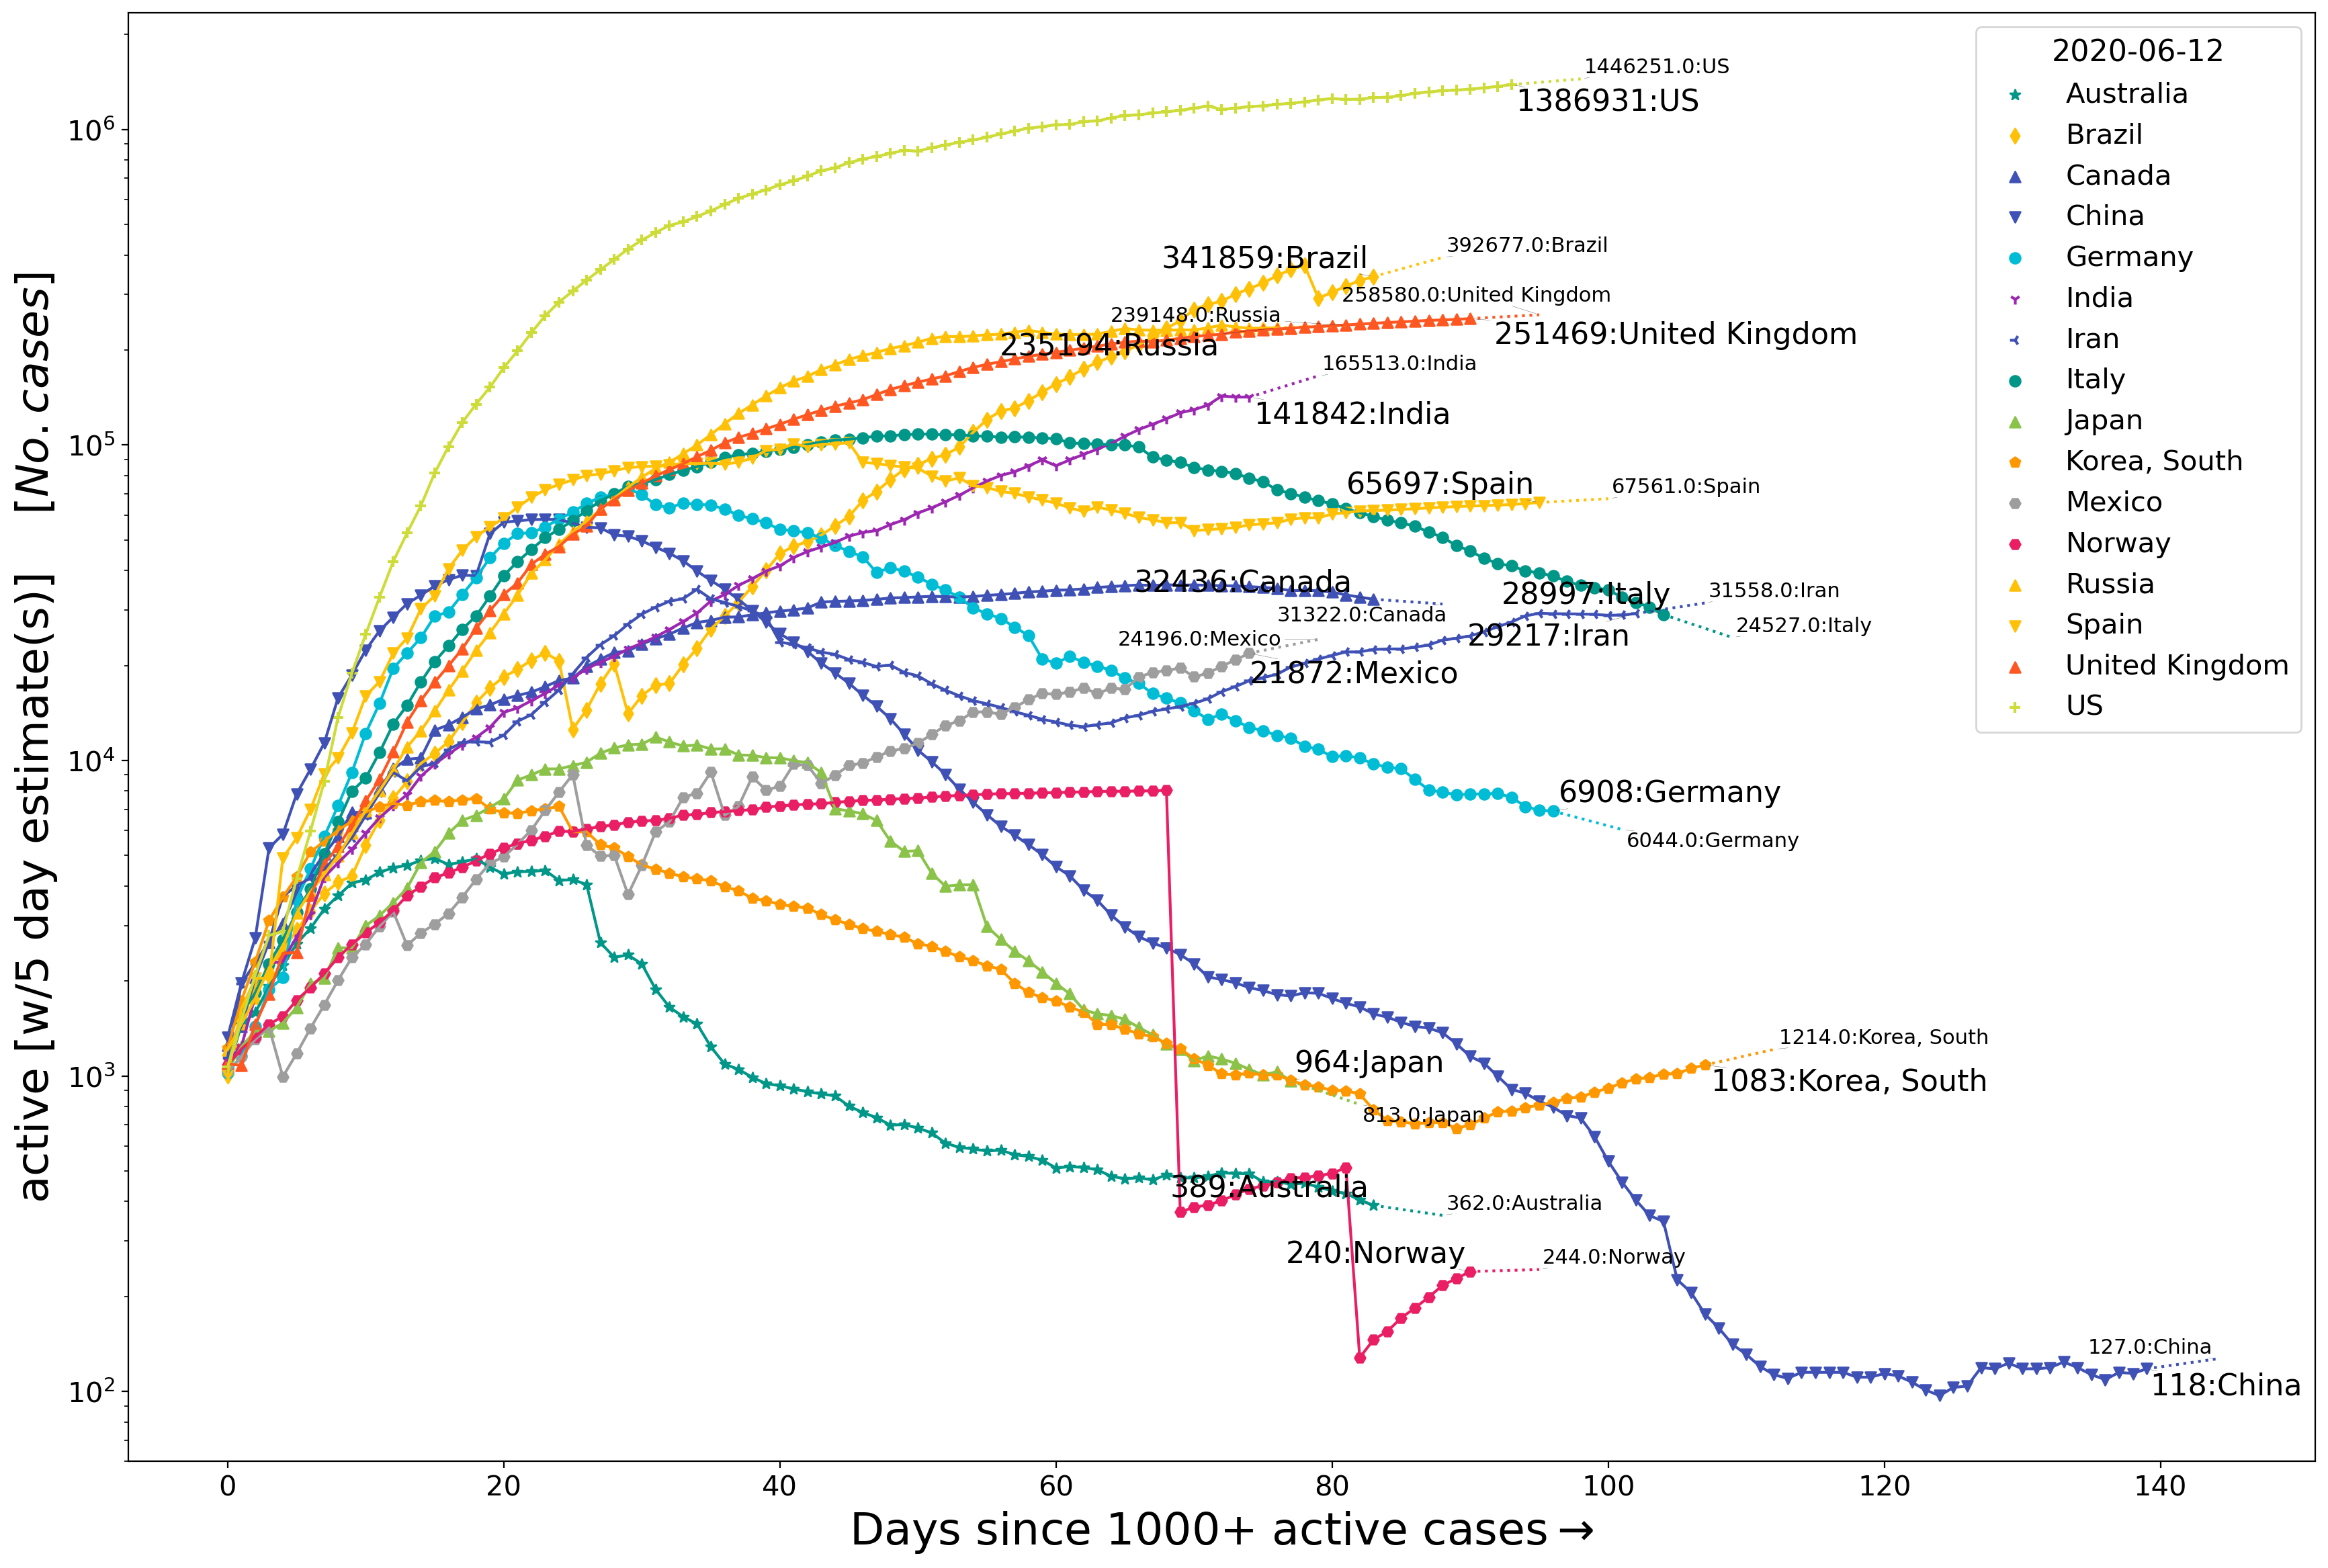 active [w/5 day estimate(s)]   [No.cases]
10⁶
10⁵
10⁴
10³
10²
1446251.0:US
1386931:US
341859:Brazil
392677.0:Brazil
258580.0:United Kingdom
239148.0:Russia
235194:Russia
251469:United Kingdom
165513.0:India
141842:India
65697:Spain
67561.0:Spain
32436:Canada
31322.0:Canada
28997:Italy
31558.0:Iran
24527.0:Italy
29217:Iran
24196.0:Mexico
21872:Mexico
6908:Germany
6044.0:Germany
964:Japan
813.0:Japan
1214.0:Korea, South
1083:Korea, South
389:Australia
362.0:Australia
240:Norway
244.0:Norway
127.0:China
118:China
2020-06-12
Australia
Brazil
Canada
China
Germany
India
Iran
Italy
Japan
Korea, South
Mexico
Norway
Russia
Spain
United Kingdom
US
0 20 40 60 80 100 120 140
Days since 1000+ active cases→